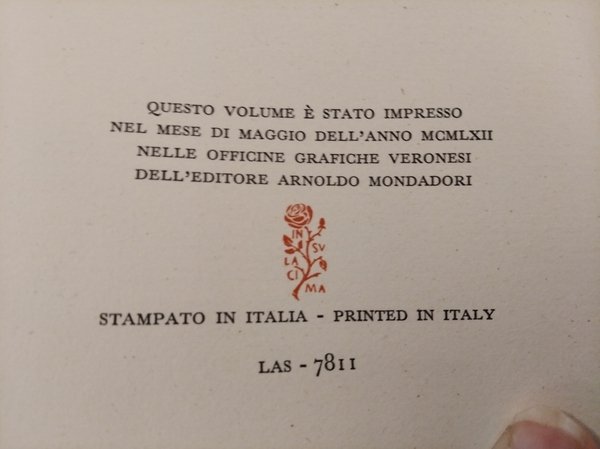 QUESTO VOLUME È STATO IMPRESSO
NEL MESE DI MAGGIO DELL'ANNO MCMLXII
NELLE OFFICINE GRAFICHE VERONESI
DELL'EDITORE ARNOLDO MONDADORI
IN
SU
LA CI
MA
STAMPATO IN ITALIA - PRINTED IN ITALY
LAS - 7811